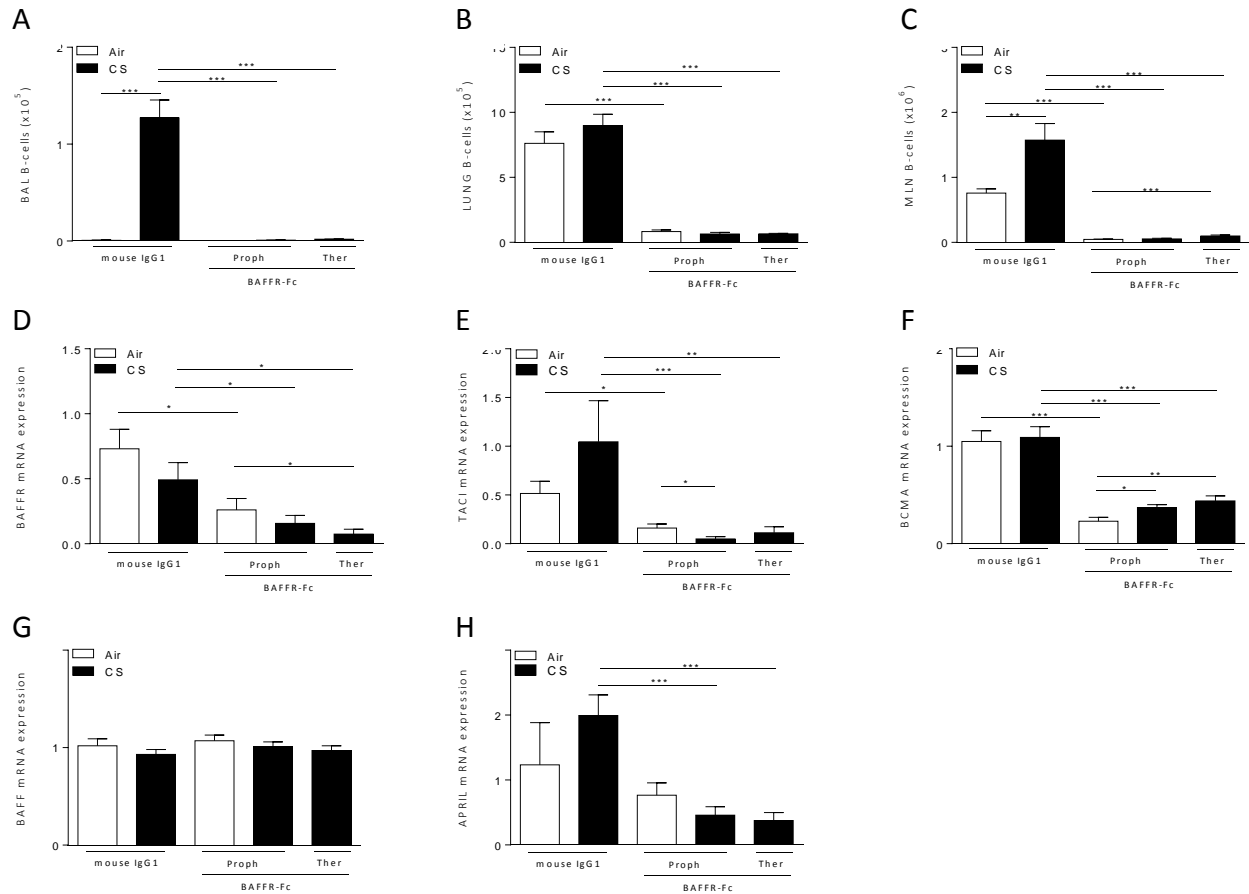 A
BAL B-cells (x10⁵)
2
1
0
Air
CS
***
***
***
mouse IgG1
Proph
Ther
BAFFR-Fc
B
LUNG B-cells (x10⁵)
10
5
0
Air
CS
***
***
***
mouse IgG1
Proph
Ther
BAFFR-Fc
C
MLN B-cells (x10⁶)
2
1
0
Air
CS
***
***
***
**
***
mouse IgG1
Proph
Ther
BAFFR-Fc
D
BAFFR mRNA expression
1.5
1.0
0.5
0.0
Air
CS
*
*
*
*
mouse IgG1
Proph
Ther
BAFFR-Fc
E
TACI mRNA expression
2.0
1.5
1.0
0.5
0.0
Air
CS
**
***
*
*
mouse IgG1
Proph
Ther
BAFFR-Fc
F
BCMA mRNA expression
2
1
0
Air
CS
***
***
***
**
*
mouse IgG1
Proph
Ther
BAFFR-Fc
G
BAFF mRNA expression
1
0
Air
CS
mouse IgG1
Proph
Ther
BAFFR-Fc
H
APRIL mRNA expression
2
1
0
Air
CS
***
***
mouse IgG1
Proph
Ther
BAFFR-Fc